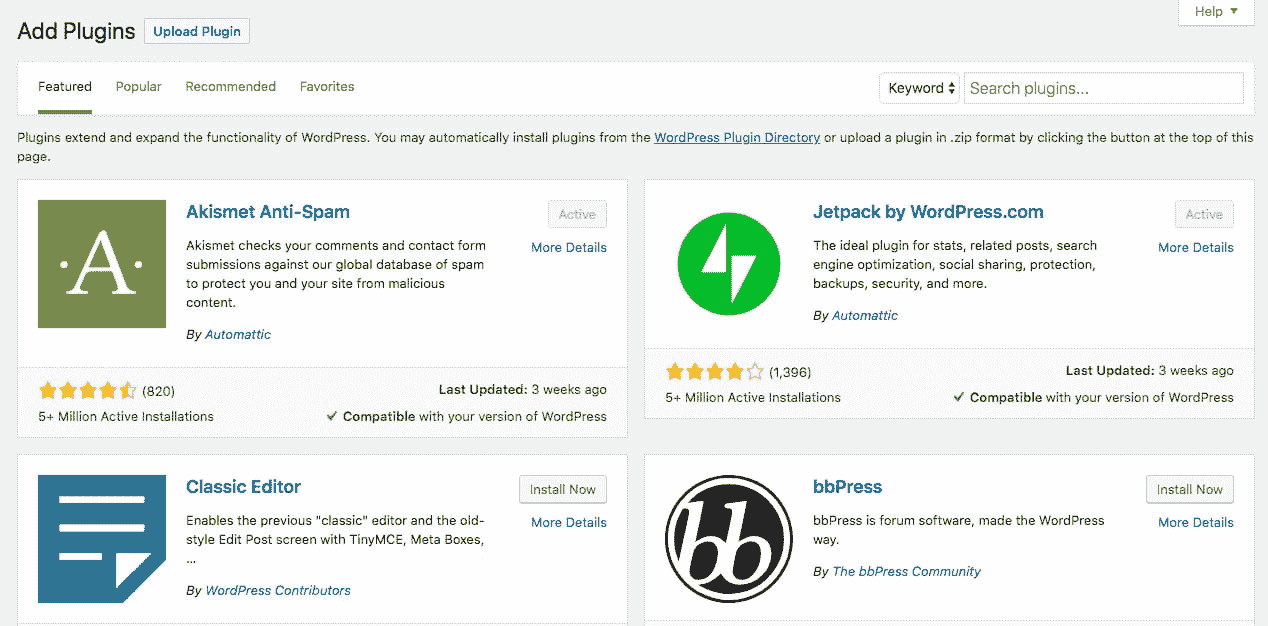 Help
Add Plugins Upload Plugin
Featured Popular Recommended Favorites Keyword Search plugins...
Plugins extend and expand the functionality of WordPress. You may automatically install plugins from the WordPress Plugin Directory or upload a plugin in .zip format by clicking the button at the top of this
page.
A
Akismet Anti-Spam
Active
More Details
Akismet checks your comments and contact form
submissions against our global database of spam
to protect you and your site from malicious
content.
By Automattic
(820)
Last Updated: 3 weeks ago
5+ Million Active Installations
Compatible with your version of WordPress
Jetpack by WordPress.com
Active
More Details
The ideal plugin for stats, related posts, search
engine optimization, social sharing, protection,
backups, security, and more.
By Automattic
(1,396)
Last Updated: 3 weeks ago
5+ Million Active Installations
Compatible with your version of WordPress
Classic Editor
Install Now
More Details
Enables the previous "classic" editor and the old-
style Edit Post screen with TinyMCE, Meta Boxes,
...
By WordPress Contributors
bb
bbPress
Install Now
More Details
bbPress is forum software, made the WordPress
way.
By The bbPress Community